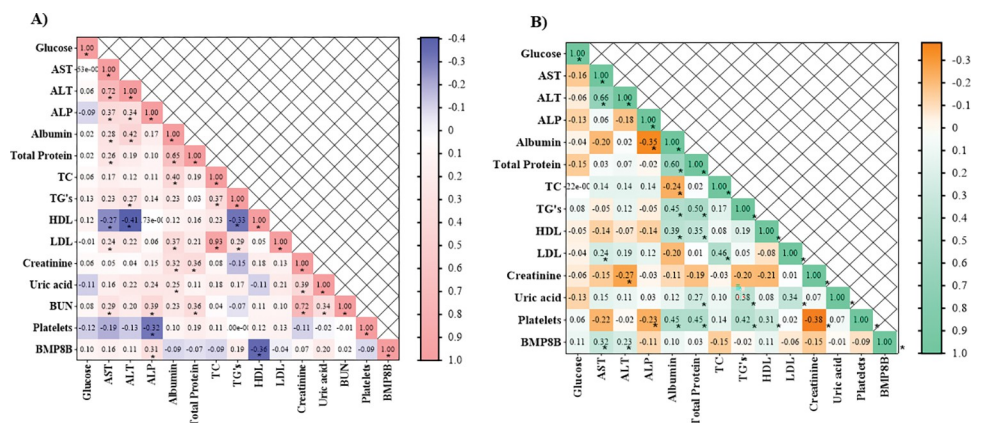 A)
Glucose 1.00 *
AST 53e-00 1.00 *
ALT 0.06 0.72 * 1.00 *
ALP -0.09 0.37 * 0.34 * 1.00 *
Albumin 0.02 0.28 * 0.42 * 0.17 1.00 *
Total Protein 0.02 0.26 * 0.19 0.10 0.65 * 1.00 *
TC 0.06 0.17 0.12 0.11 0.40 * 0.19 1.00 *
TG's 0.13 0.23 0.27 * 0.14 0.23 0.03 0.37 * 1.00 *
HDL 0.12 -0.27 * -0.41 * .73e-00 0.12 0.16 0.23 -0.33 * 1.00 *
LDL -0.01 0.24 * 0.22 0.06 0.37 * 0.21 0.93 * 0.29 * 0.05 1.00 *
Creatinine 0.06 0.05 0.04 0.15 0.32 * 0.36 * 0.08 -0.15 0.18 0.13 1.00 *
Uric acid -0.11 0.16 0.22 0.24 0.25 * 0.18 0.17 0.11 -0.11 0.21 0.39 * 1.00 *
BUN 0.08 0.29 * 0.20 0.39 * 0.23 0.36 * 0.04 -0.07 0.11 0.10 0.72 * 0.34 * 1.00 *
Platelets -0.12 -0.19 -0.13 -0.32 * 0.10 0.19 0.11 .00e-00 0.12 0.13 -0.11 -0.02 -0.01 1.00 *
BMP8B 0.10 0.16 0.11 0.31 * -0.09 -0.07 -0.09 0.19 -0.36 * -0.04 0.07 0.20 0.02 -0.09 1.00 *
Glucose AST ALT ALP Albumin Total Protein TC TG's HDL LDL Creatinine Uric acid BUN Platelets BMP8B
-0.4
-0.2
0
0.1
0.2
0.3
0.4
0.5
0.6
0.7
0.8
0.9
1.0
B)
Glucose 1.00 *
AST -0.16 1.00 *
ALT -0.06 0.66 * 1.00 *
ALP -0.13 0.06 -0.18 1.00 *
Albumin -0.04 -0.20 0.02 -0.35 * 1.00 *
Total Protein -0.15 0.03 0.07 -0.02 0.60 * 1.00 *
TC 22e-00 0.14 0.14 0.14 -0.24 * 0.02 1.00 *
TG's 0.08 -0.05 0.12 -0.05 0.45 * 0.50 * 0.17 1.00 *
HDL -0.05 -0.14 -0.07 -0.14 0.39 * 0.35 * 0.08 0.19 1.00 *
LDL -0.04 0.24 * 0.19 0.12 -0.20 0.01 0.46 * 0.05 -0.08 1.00 *
Creatinine -0.06 -0.15 -0.27 * -0.03 -0.11 -0.19 -0.03 -0.20 -0.21 0.01 1.00 *
Uric acid -0.13 0.15 0.11 0.03 0.12 0.27 * 0.10 0.38 * 0.08 0.34 * 0.07 1.00 *
Platelets 0.06 -0.22 -0.02 -0.23 * 0.45 * 0.45 * 0.14 0.42 * 0.31 * 0.02 -0.38 * 0.07 1.00 *
BMP8B 0.11 0.32 * 0.23 * -0.11 0.10 0.02 -0.15 -0.02 0.11 -0.06 -0.15 -0.01 -0.09 1.00 *
Glucose AST ALT ALP Albumin Total Protein TC TG's HDL LDL Creatinine Uric acid Platelets BMP8B
-0.3
-0.2
-0.1
0
0.1
0.2
0.3
0.4
0.5
0.6
0.7
0.8
0.9
1.0